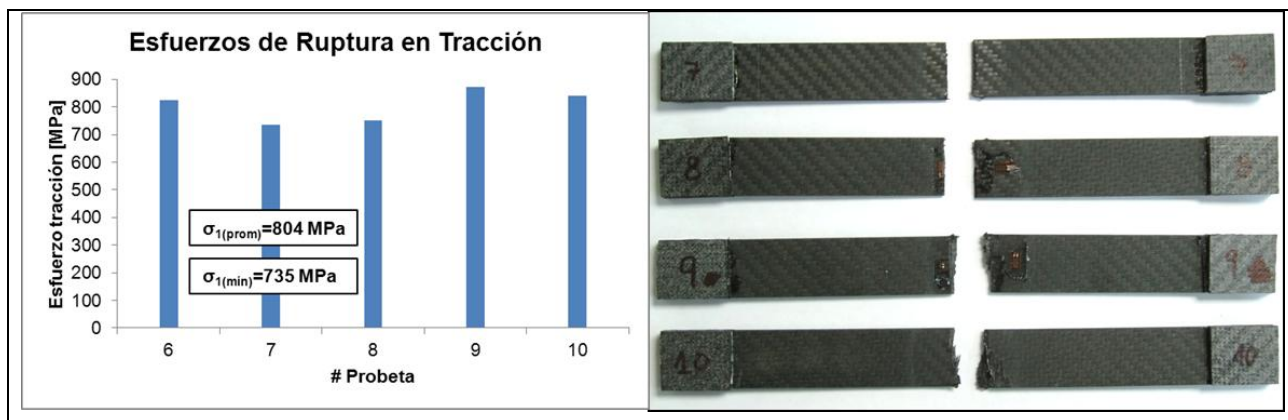 Esfuerzos de Ruptura en Tracción
Esfuerzo tracción [MPa]
900
800
700
600
500
400
300
200
100
0
σ1(prom)=804 MPa
σ1(min)=735 MPa
6 7 8 9 10
# Probeta
7
8
9
9
10
10